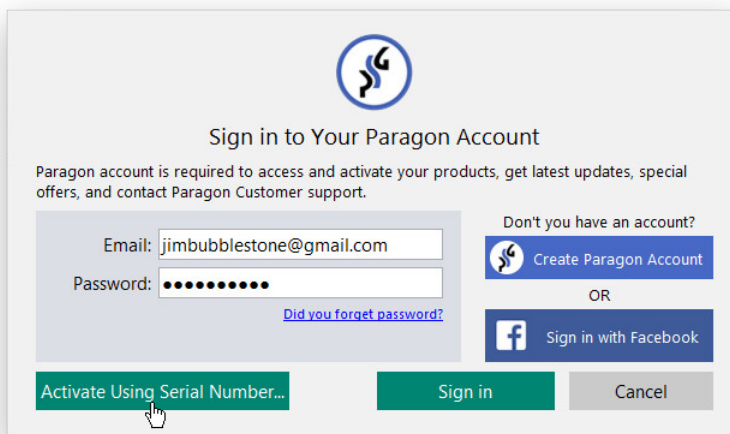 Sign in to Your Paragon Account
Paragon account is required to access and activate your products, get latest updates, special
offers, and contact Paragon Customer support.
Email: jimbubblestone@gmail.com
Password: ●●●●●●●●●●
Did you forget password?
Don't you have an account?
Create Paragon Account
OR
Sign in with Facebook
Activate Using Serial Number...
Sign in
Cancel